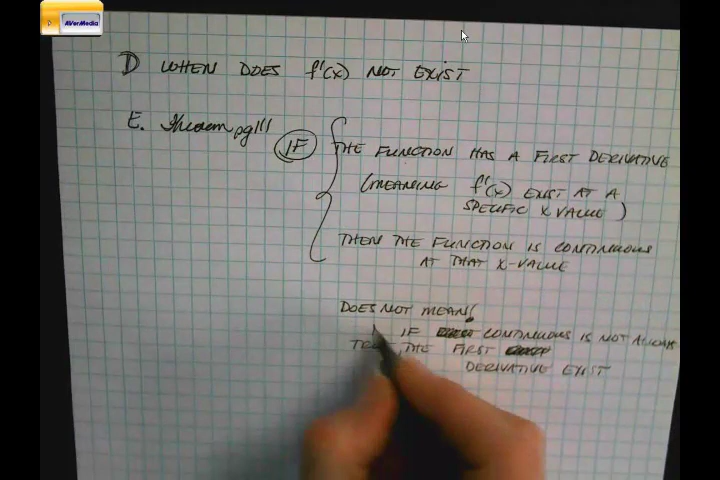 AVerMedia
D WHEN DOES f'(x) NOT EXIST
E. Theorem pg 111
IF THE FUNCTION HAS A FIRST DERIVATIVE
(MEANING f'(x) EXIST AT A
SPECIFIC X VALUE)
THEN THE FUNCTION IS CONTINUOUS
AT THAT X-VALUE
DOES NOT MEAN!
IF CONTINUOUS IS NOT ALWAYS
THE FIRST
DERIVATIVE EXIST